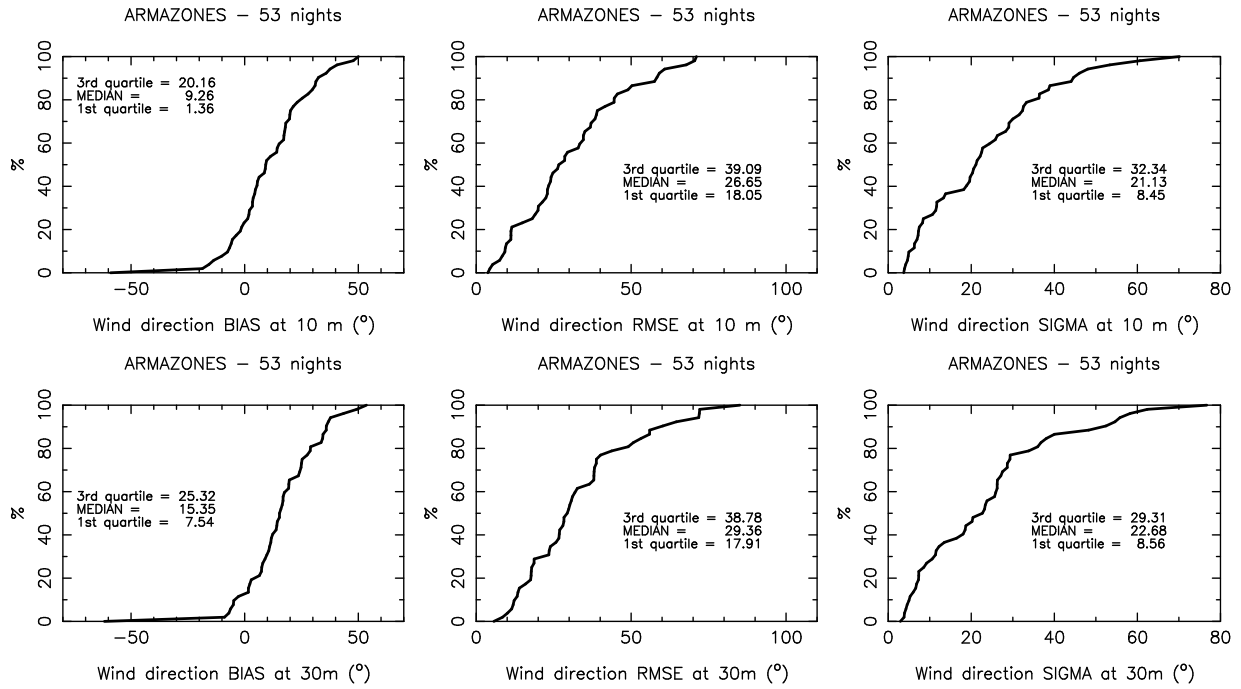 ARMAZONES – 53 nights
3rd quartile = 20.16
MEDIAN = 9.26
1st quartile = 1.36
%
0
20
40
60
80
100
−50
0
50
Wind direction BIAS at 10 m (°)
ARMAZONES – 53 nights
3rd quartile = 39.09
MEDIAN = 26.65
1st quartile = 18.05
%
0
20
40
60
80
100
0
50
100
Wind direction RMSE at 10 m (°)
ARMAZONES – 53 nights
3rd quartile = 32.34
MEDIAN = 21.13
1st quartile = 8.45
%
0
20
40
60
80
100
0
20
40
60
80
Wind direction SIGMA at 10 m (°)
ARMAZONES – 53 nights
3rd quartile = 25.32
MEDIAN = 15.35
1st quartile = 7.54
%
0
20
40
60
80
100
−50
0
50
Wind direction BIAS at 30m (°)
ARMAZONES – 53 nights
3rd quartile = 38.78
MEDIAN = 29.36
1st quartile = 17.91
%
0
20
40
60
80
100
0
50
100
Wind direction RMSE at 30m (°)
ARMAZONES – 53 nights
3rd quartile = 29.31
MEDIAN = 22.68
1st quartile = 8.56
%
0
20
40
60
80
100
0
20
40
60
80
Wind direction SIGMA at 30m (°)